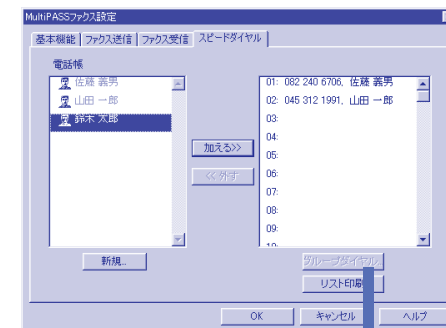 MultiPASSファクス設定
基本機能 ファクス送信 ファクス受信 スピードダイヤル
電話帳
佐藤 義男
山田 一郎
鈴木 太郎
加える>>
<< 外す
01: 082 240 6706, 佐藤 義男
02: 045 312 1991, 山田 一郎
03:
04:
05:
06:
07:
08:
09:
10:
新規...
グループダイヤル...
リスト印刷
OK キャンセル ヘルプ